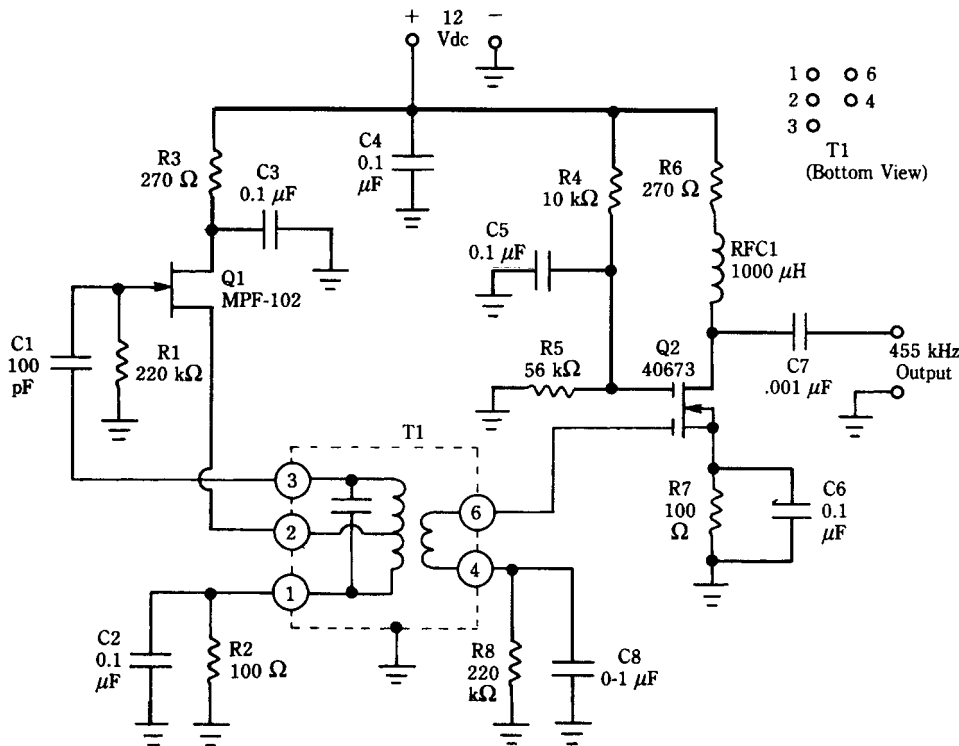 + 12 −
Vdc
1 6
2 4
3
T1
(Bottom View)
R3
270 Ω
C3
0.1 μF
C4
0.1
μF
R4
10 kΩ
R6
270 Ω
C5
0.1 μF
RFC1
1000 μH
Q1
MPF-102
C1
100
pF
R1
220 kΩ
R5
56 kΩ
Q2
40673
C7
.001 μF
455 kHz
Output
T1
3
2
1
6
4
R7
100
Ω
C6
0.1
μF
C2
0.1
μF
R2
100 Ω
R8
220
kΩ
C8
0-1 μF